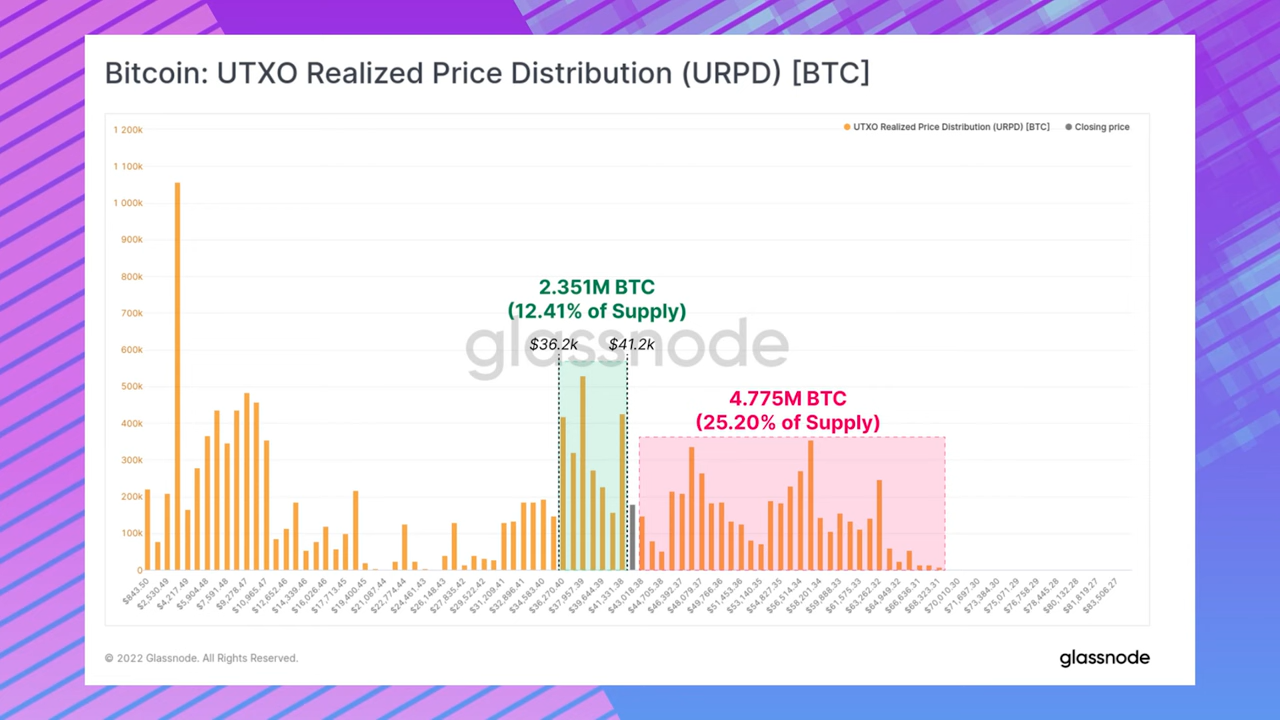 Bitcoin: UTXO Realized Price Distribution (URPD) [BTC]
UTXO Realized Price Distribution (URPD) [BTC]
Closing price
1 200k
1 100k
1 000k
900k
800k
700k
600k
500k
400k
300k
200k
100k
0
2.351M BTC
(12.41% of Supply)
glassnode
$36.2k
$41.2k
4.775M BTC
(25.20% of Supply)
$843.50
$2,530.49
$4,217.49
$5,904.48
$7,591.48
$9,278.47
$10,965.47
$12,652.46
$14,339.46
$16,026.46
$17,713.45
$19,400.45
$21,087.44
$22,774.44
$24,461.43
$26,148.43
$27,835.42
$29,522.42
$31,209.41
$32,896.41
$34,583.40
$36,270.40
$37,957.39
$39,644.39
$41,331.38
$43,018.38
$44,705.38
$46,392.37
$48,079.37
$49,766.36
$51,453.36
$53,140.35
$54,827.35
$56,514.34
$58,201.34
$59,888.33
$61,575.33
$63,262.32
$64,949.32
$66,636.31
$68,323.31
$70,010.30
$71,697.30
$73,384.30
$75,071.29
$76,758.29
$78,445.28
$80,132.28
$81,819.27
$83,506.27
© 2022 Glassnode. All Rights Reserved.
glassnode